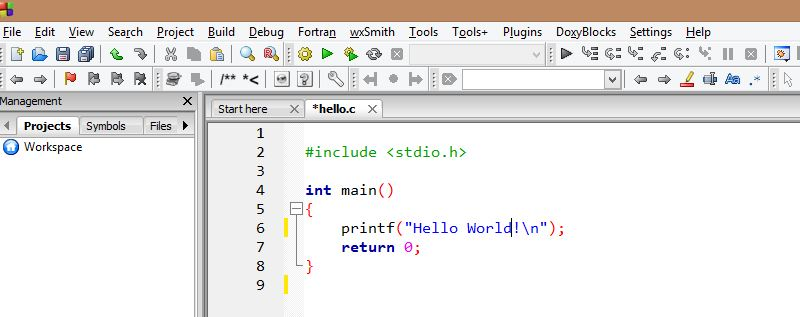 File Edit View Search Project Build Debug Fortran wxSmith Tools Tools+ Plugins DoxyBlocks Settings Help
/** *< Aa .*
Management
Projects Symbols Files
Workspace
Start here *hello.c
1
2 #include <stdio.h>
3
4 int main()
5 {
6 printf("Hello World!\n");
7 return 0;
8 }
9